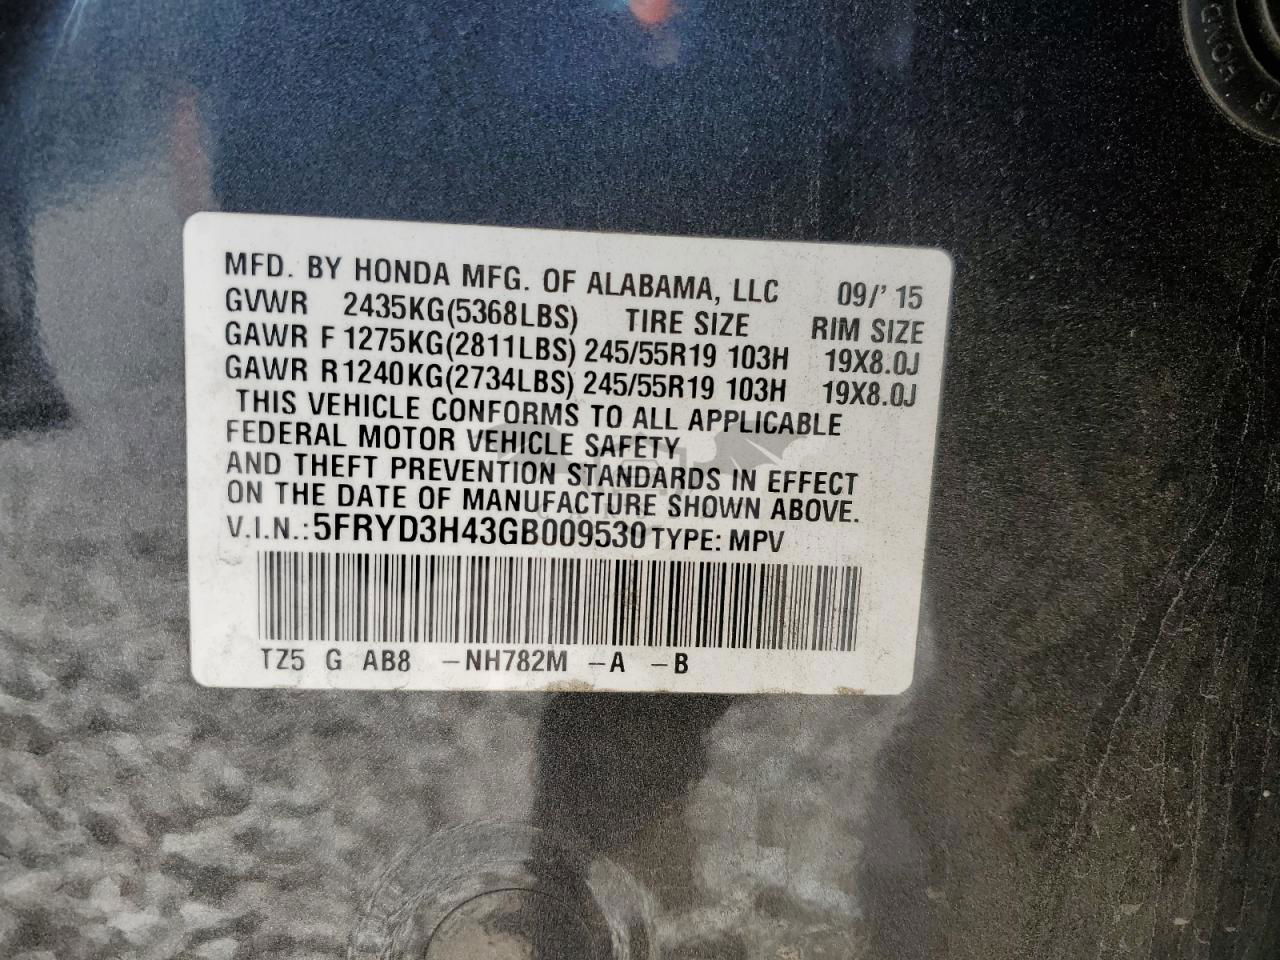 HOND
MFD. BY HONDA MFG. OF ALABAMA, LLC 09/'15
GVWR 2435KG(5368LBS) TIRE SIZE RIM SIZE
GAWR F 1275KG(2811LBS) 245/55R19 103H 19X8.0J
GAWR R 1240KG(2734LBS) 245/55R19 103H 19X8.0J
THIS VEHICLE CONFORMS TO ALL APPLICABLE
FEDERAL MOTOR VEHICLE SAFETY
AND THEFT PREVENTION STANDARDS IN EFFECT
ON THE DATE OF MANUFACTURE SHOWN ABOVE.
V.I.N.: 5FRYD3H43GB009530 TYPE: MPV
TZ5 G AB8 -NH782M -A -B